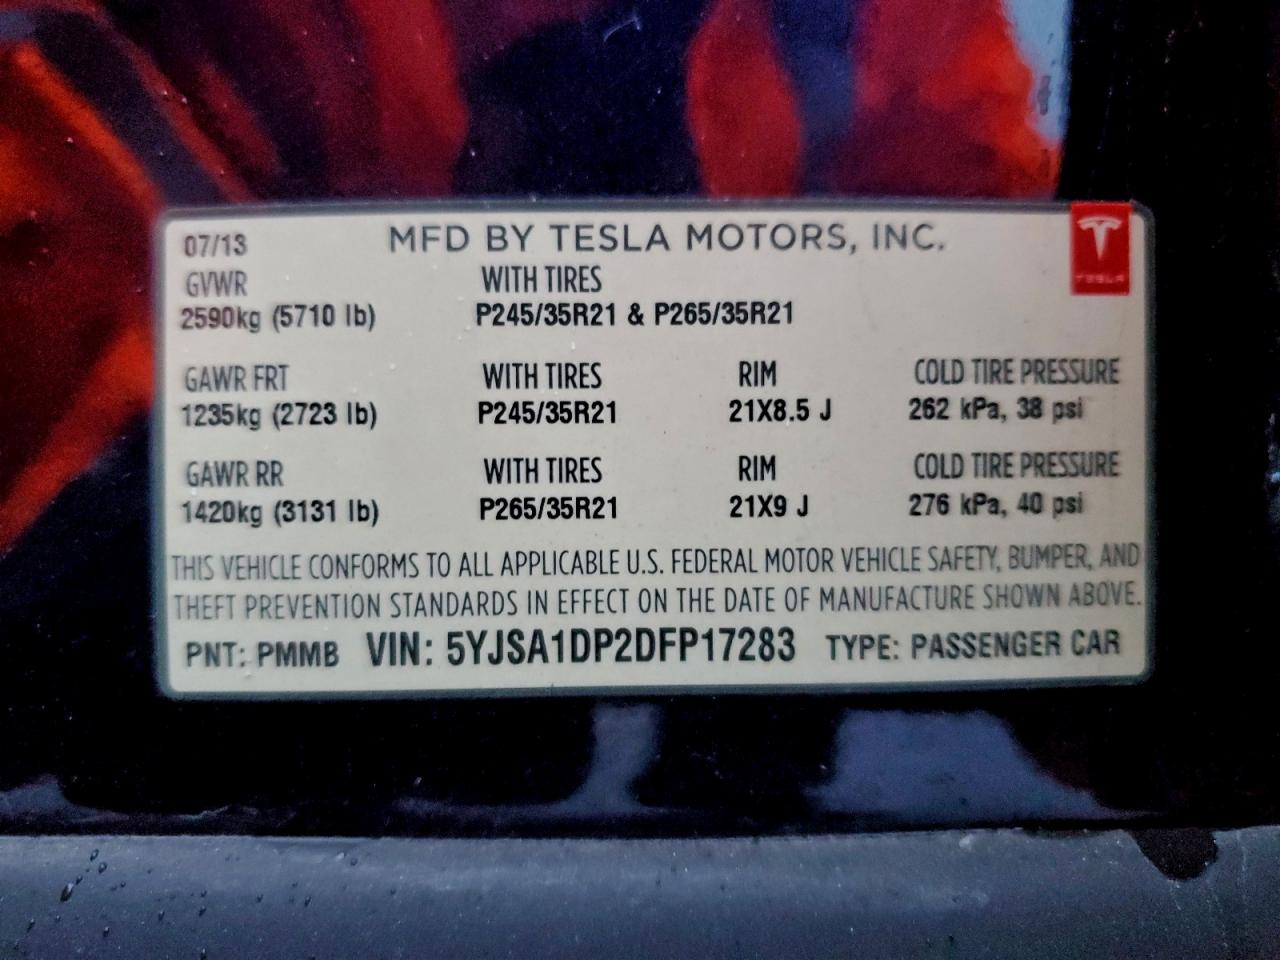 07/13 MFD BY TESLA MOTORS, INC. TESLA
GVWR WITH TIRES
2590kg (5710 lb) P245/35R21 & P265/35R21
GAWR FRT WITH TIRES RIM COLD TIRE PRESSURE
1235kg (2723 lb) P245/35R21 21X8.5 J 262 kPa, 38 psi
GAWR RR WITH TIRES RIM COLD TIRE PRESSURE
1420kg (3131 lb) P265/35R21 21X9 J 276 kPa, 40 psi
THIS VEHICLE CONFORMS TO ALL APPLICABLE U.S. FEDERAL MOTOR VEHICLE SAFETY, BUMPER, AND
THEFT PREVENTION STANDARDS IN EFFECT ON THE DATE OF MANUFACTURE SHOWN ABOVE.
PNT: PMMB VIN: 5YJSA1DP2DFP17283 TYPE: PASSENGER CAR